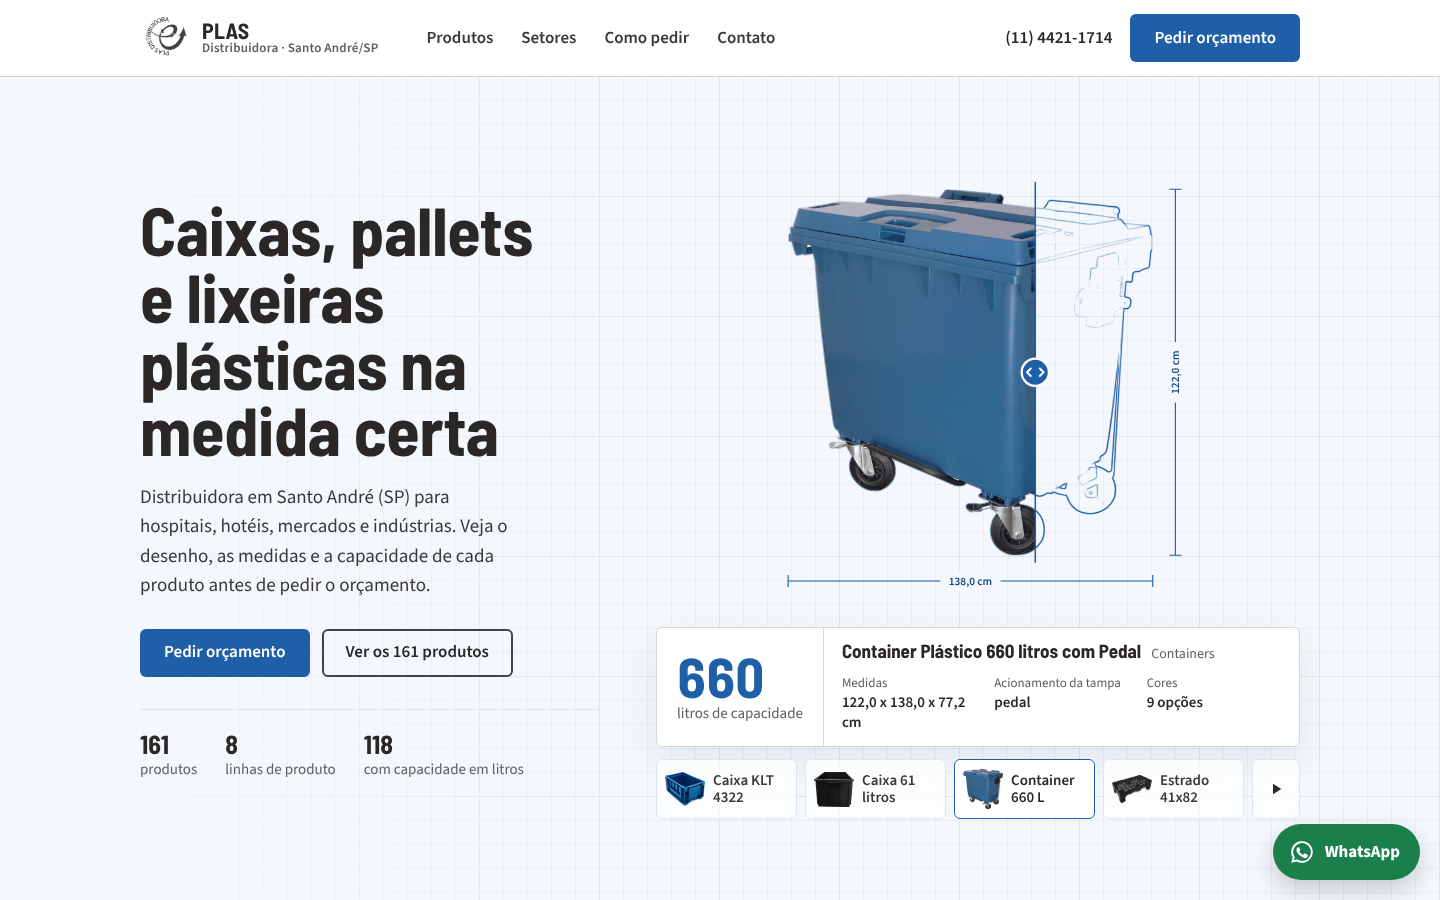 PLAS DISTRIBUIDORA
PLAS
Distribuidora · Santo André/SP
Produtos
Setores
Como pedir
Contato
(11) 4421-1714
Pedir orçamento
Caixas, pallets
e lixeiras
plásticas na
medida certa
Distribuidora em Santo André (SP) para
hospitais, hotéis, mercados e indústrias. Veja o
desenho, as medidas e a capacidade de cada
produto antes de pedir o orçamento.
Pedir orçamento
Ver os 161 produtos
161
produtos
8
linhas de produto
118
com capacidade em litros
122,0 cm
138,0 cm
660
litros de capacidade
Container Plástico 660 litros com Pedal
Containers
Medidas
122,0 x 138,0 x 77,2
cm
Acionamento da tampa
pedal
Cores
9 opções
Caixa KLT
4322
Caixa 61
litros
Container
660 L
Estrado
41x82
WhatsApp